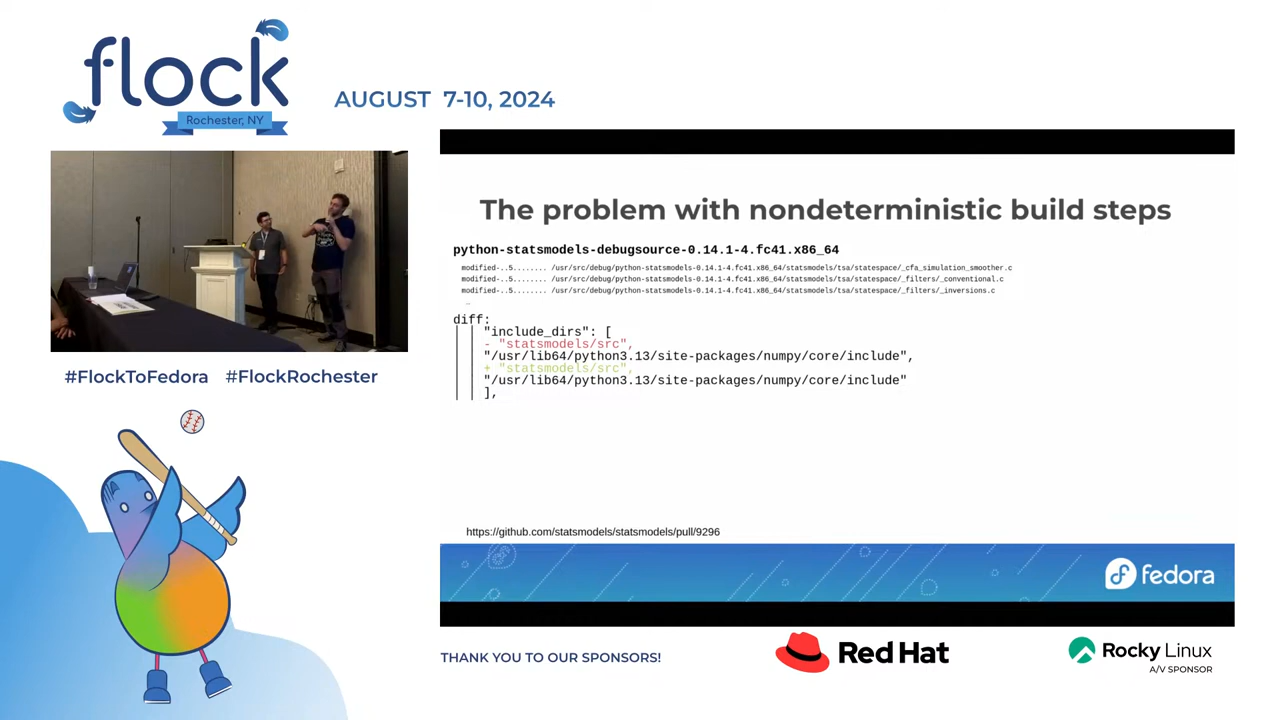 flock
Rochester, NY
AUGUST 7-10, 2024
#FlockToFedora #FlockRochester
The problem with nondeterministic build steps
python-statsmodels-debugsource-0.14.1-4.fc41.x86_64
modified-..5........ /usr/src/debug/python-statsmodels-0.14.1-4.fc41.x86_64/statsmodels/tsa/statespace/_cfa_simulation_smoother.c
modified-..5........ /usr/src/debug/python-statsmodels-0.14.1-4.fc41.x86_64/statsmodels/tsa/statespace/_filters/_conventional.c
modified-..5........ /usr/src/debug/python-statsmodels-0.14.1-4.fc41.x86_64/statsmodels/tsa/statespace/_filters/_inversions.c
…
diff:
│ │ "include_dirs": [
│ │ - "statsmodels/src",
│ │ "/usr/lib64/python3.13/site-packages/numpy/core/include",
│ │ + "statsmodels/src",
│ │ "/usr/lib64/python3.13/site-packages/numpy/core/include"
│ │ ],
https://github.com/statsmodels/statsmodels/pull/9296
fedora
THANK YOU TO OUR SPONSORS!
Red Hat
Rocky Linux
A/V SPONSOR